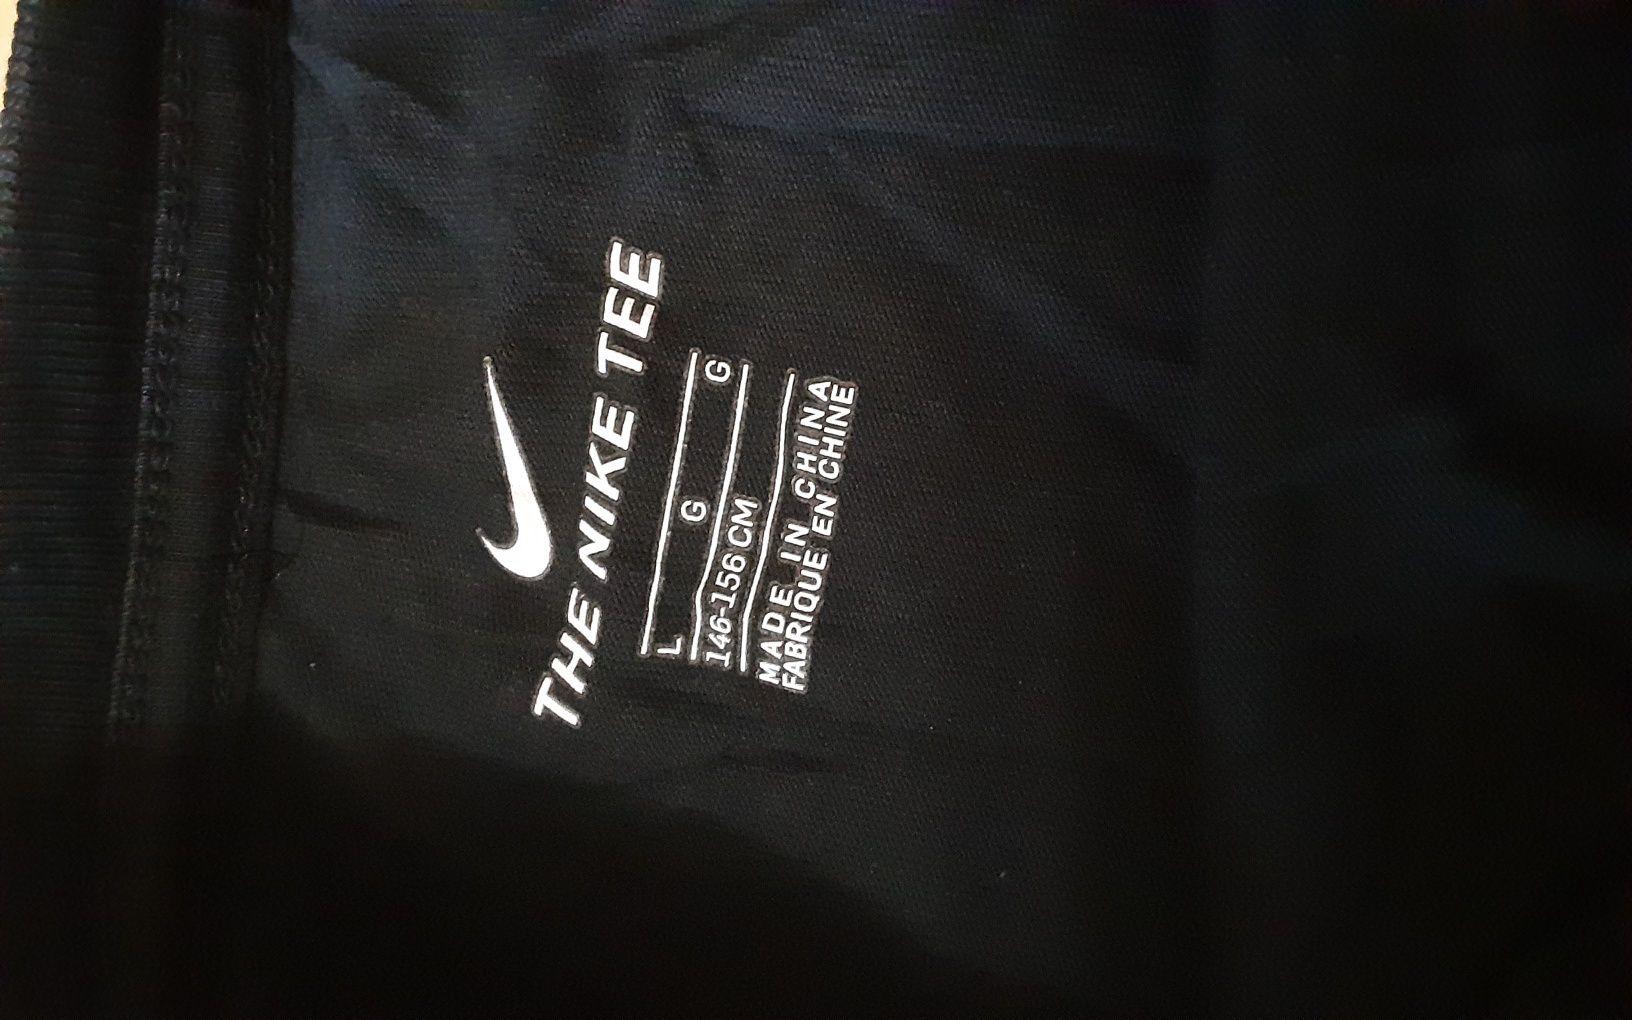 THE NIKE TEE
L G G
146-156 CM
MADE IN CHINA
FABRIQUE EN CHINE